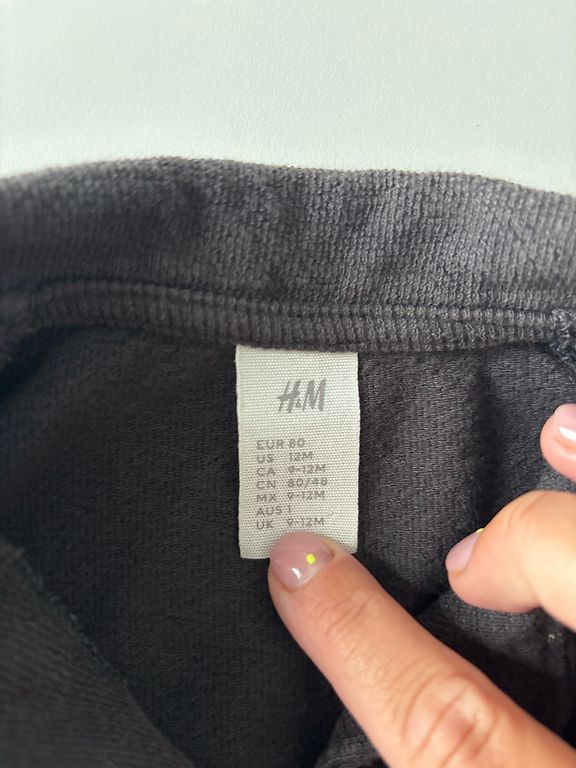 H&M
EUR 80
US 12M
CA 9-12M
CN 80/48
MX 9-12M
AUS 1
UK 9-12M